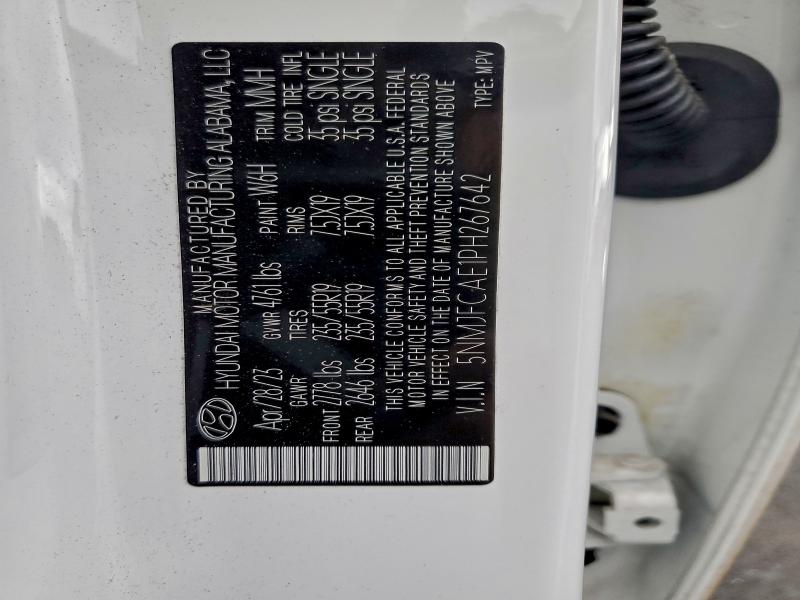 MANUFACTURED BY
HYUNDAI MOTOR MANUFACTURING ALABAMA, LLC
Apr/28/23 GVWR 4761 lbs PAINT W6H TRIM MMH
GAWR TIRES RIMS COLD TIRE INFL
FRONT 2778 lbs 235/55R19 7.5JX19 35 psi SINGLE
REAR 2646 lbs 235/55R19 7.5JX19 35 psi SINGLE
THIS VEHICLE CONFORMS TO ALL APPLICABLE U.S.A. FEDERAL
MOTOR VEHICLE SAFETY AND THEFT PREVENTION STANDARDS
IN EFFECT ON THE DATE OF MANUFACTURE SHOWN ABOVE
V.I.N 5NMJFCAE1PH267642 TYPE: MPV